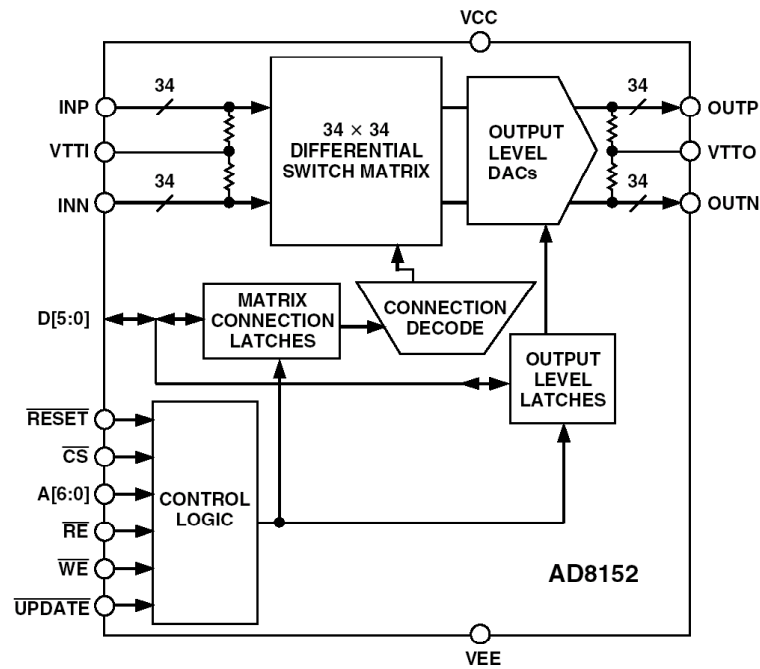 VCC
INP
34
34 × 34
DIFFERENTIAL
SWITCH MATRIX
OUTPUT
LEVEL
DACs
34
OUTP
VTTI
VTTO
INN
34
34
OUTN
D[5:0]
MATRIX
CONNECTION
LATCHES
CONNECTION
DECODE
OUTPUT
LEVEL
LATCHES
RESET
CS
A[6:0]
RE
WE
UPDATE
CONTROL
LOGIC
AD8152
VEE